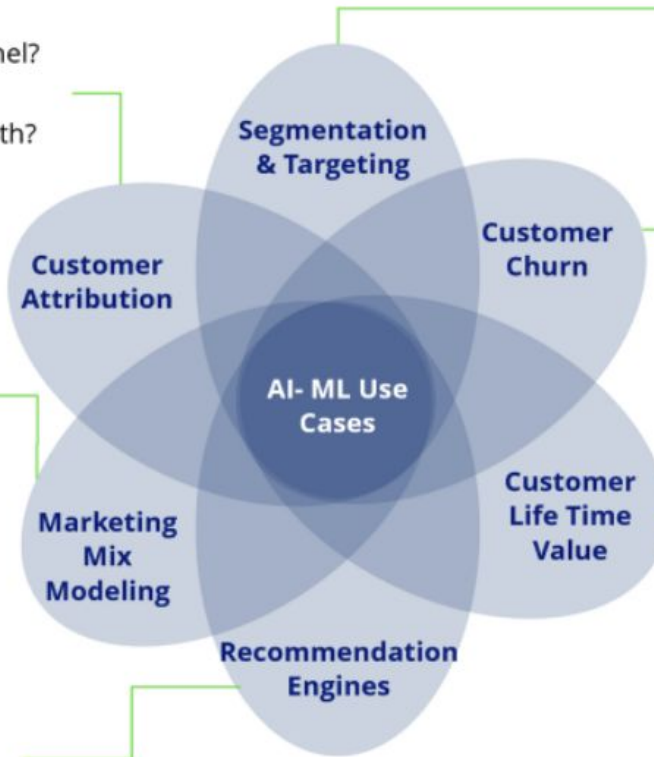 nel?
th?
Segmentation
& Targeting
Customer
Churn
Customer
Attribution
AI- ML Use
Cases
Customer
Life Time
Value
Marketing
Mix
Modeling
Recommendation
Engines